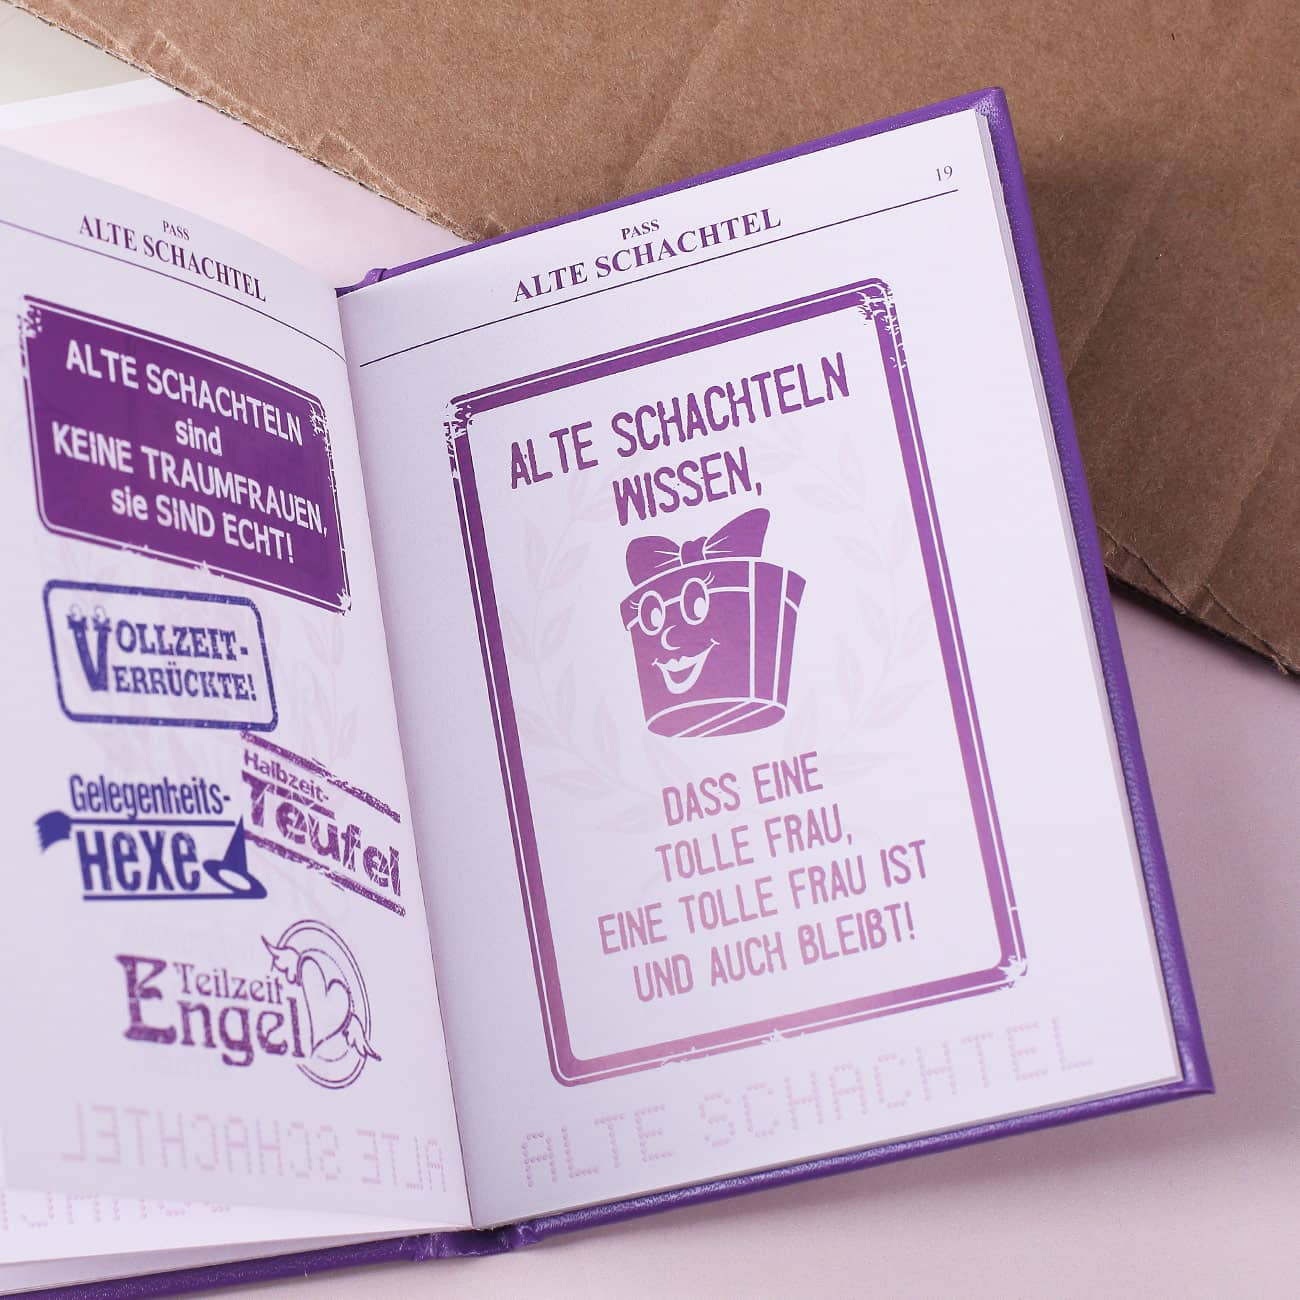 PASS
ALTE SCHACHTEL
ALTE SCHACHTELN
sind
KEINE TRAUMFRAUEN,
sie SiND ECHT!
VOLLZEIT-
VERRÜCKTE!
Gelegenheits-
HEXE
Halbzeit-
Teufel
Teilzeit
Engel
ALTE SCHACHTEL
19
PASS
ALTE SCHACHTEL
ALTE SCHACHTELN
WISSEN,
DASS EINE
TOLLE FRAU,
EINE TOLLE FRAU IST
UND AUCH BLEIBT!
ALTE SCHACHTEL